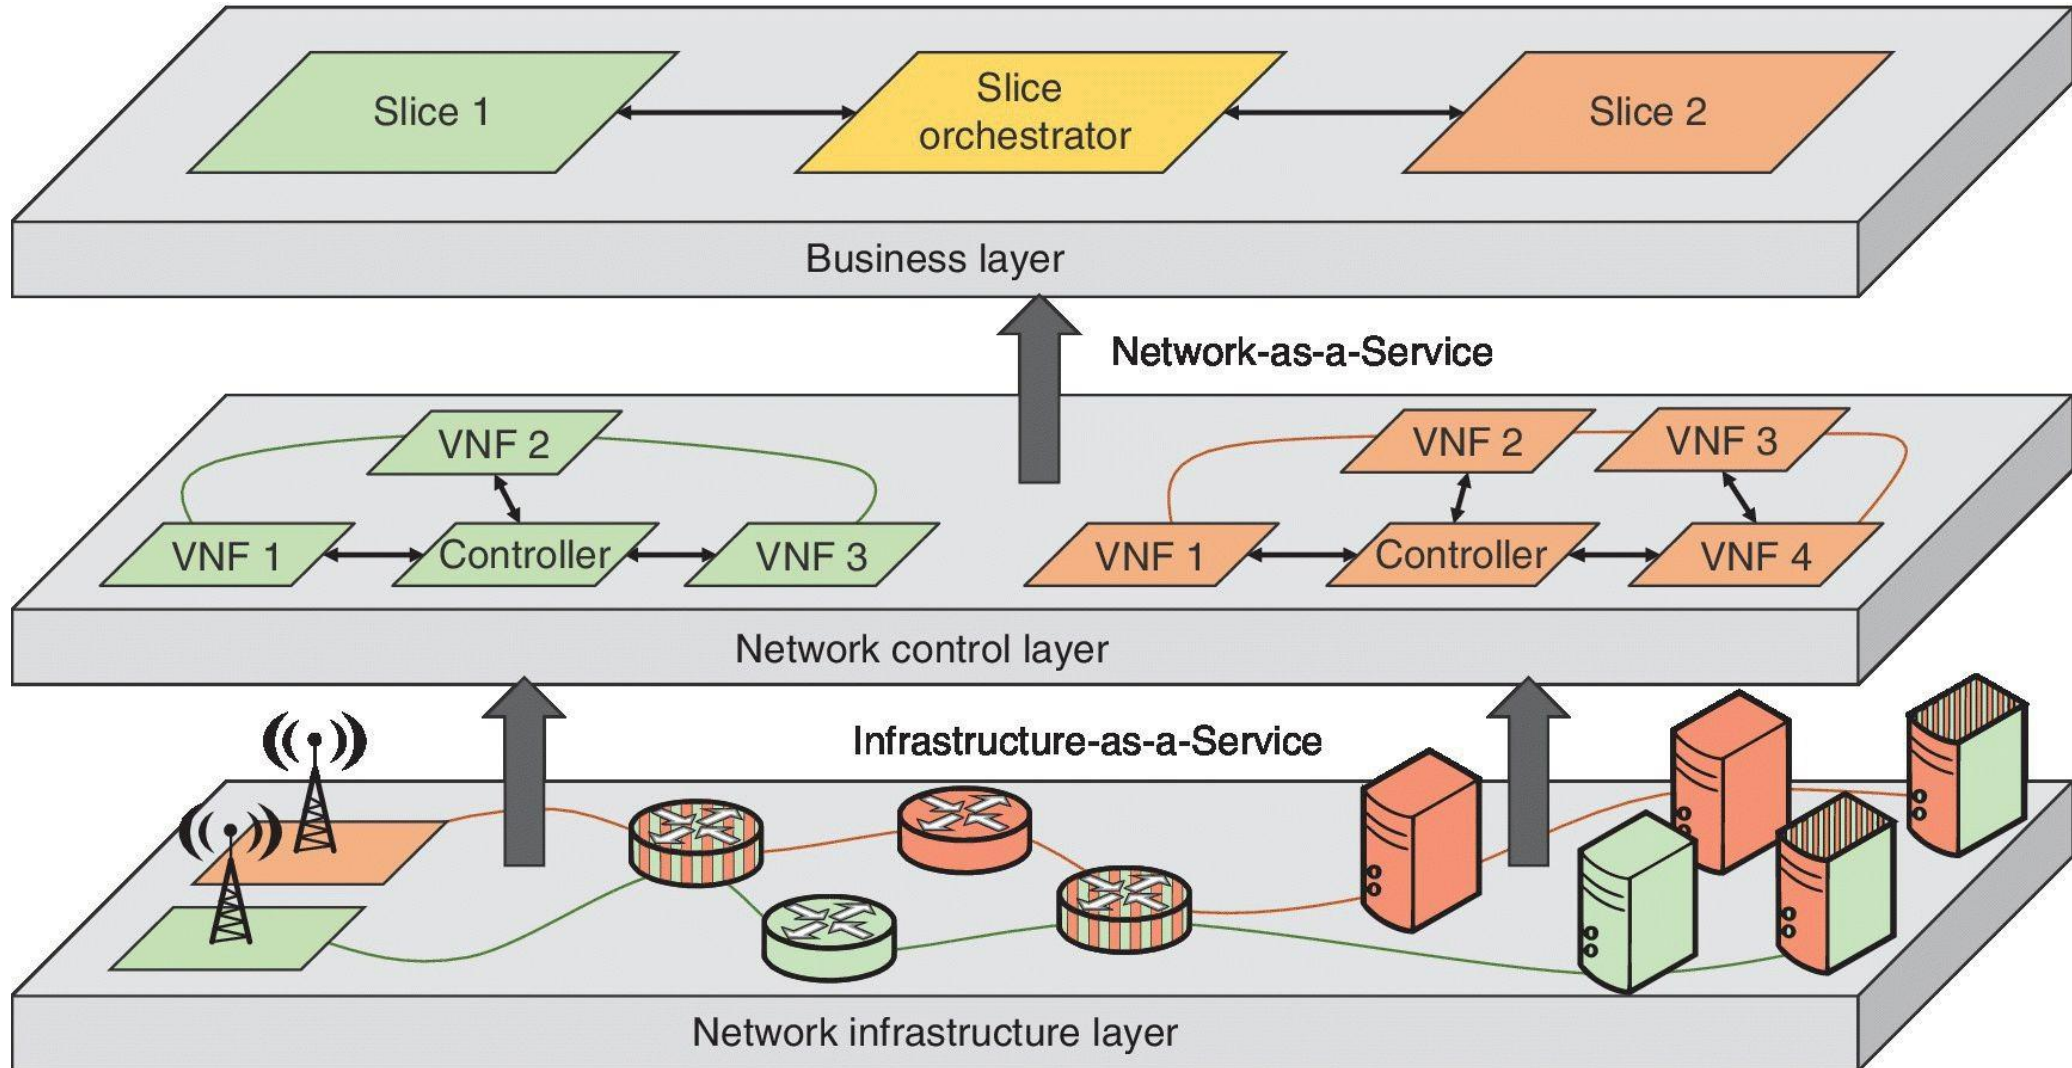 Slice 1
Slice
orchestrator
Slice 2
Business layer
Network-as-a-Service
VNF 2
VNF 1
Controller
VNF 3
VNF 2
VNF 3
VNF 1
Controller
VNF 4
Network control layer
Infrastructure-as-a-Service
Network infrastructure layer